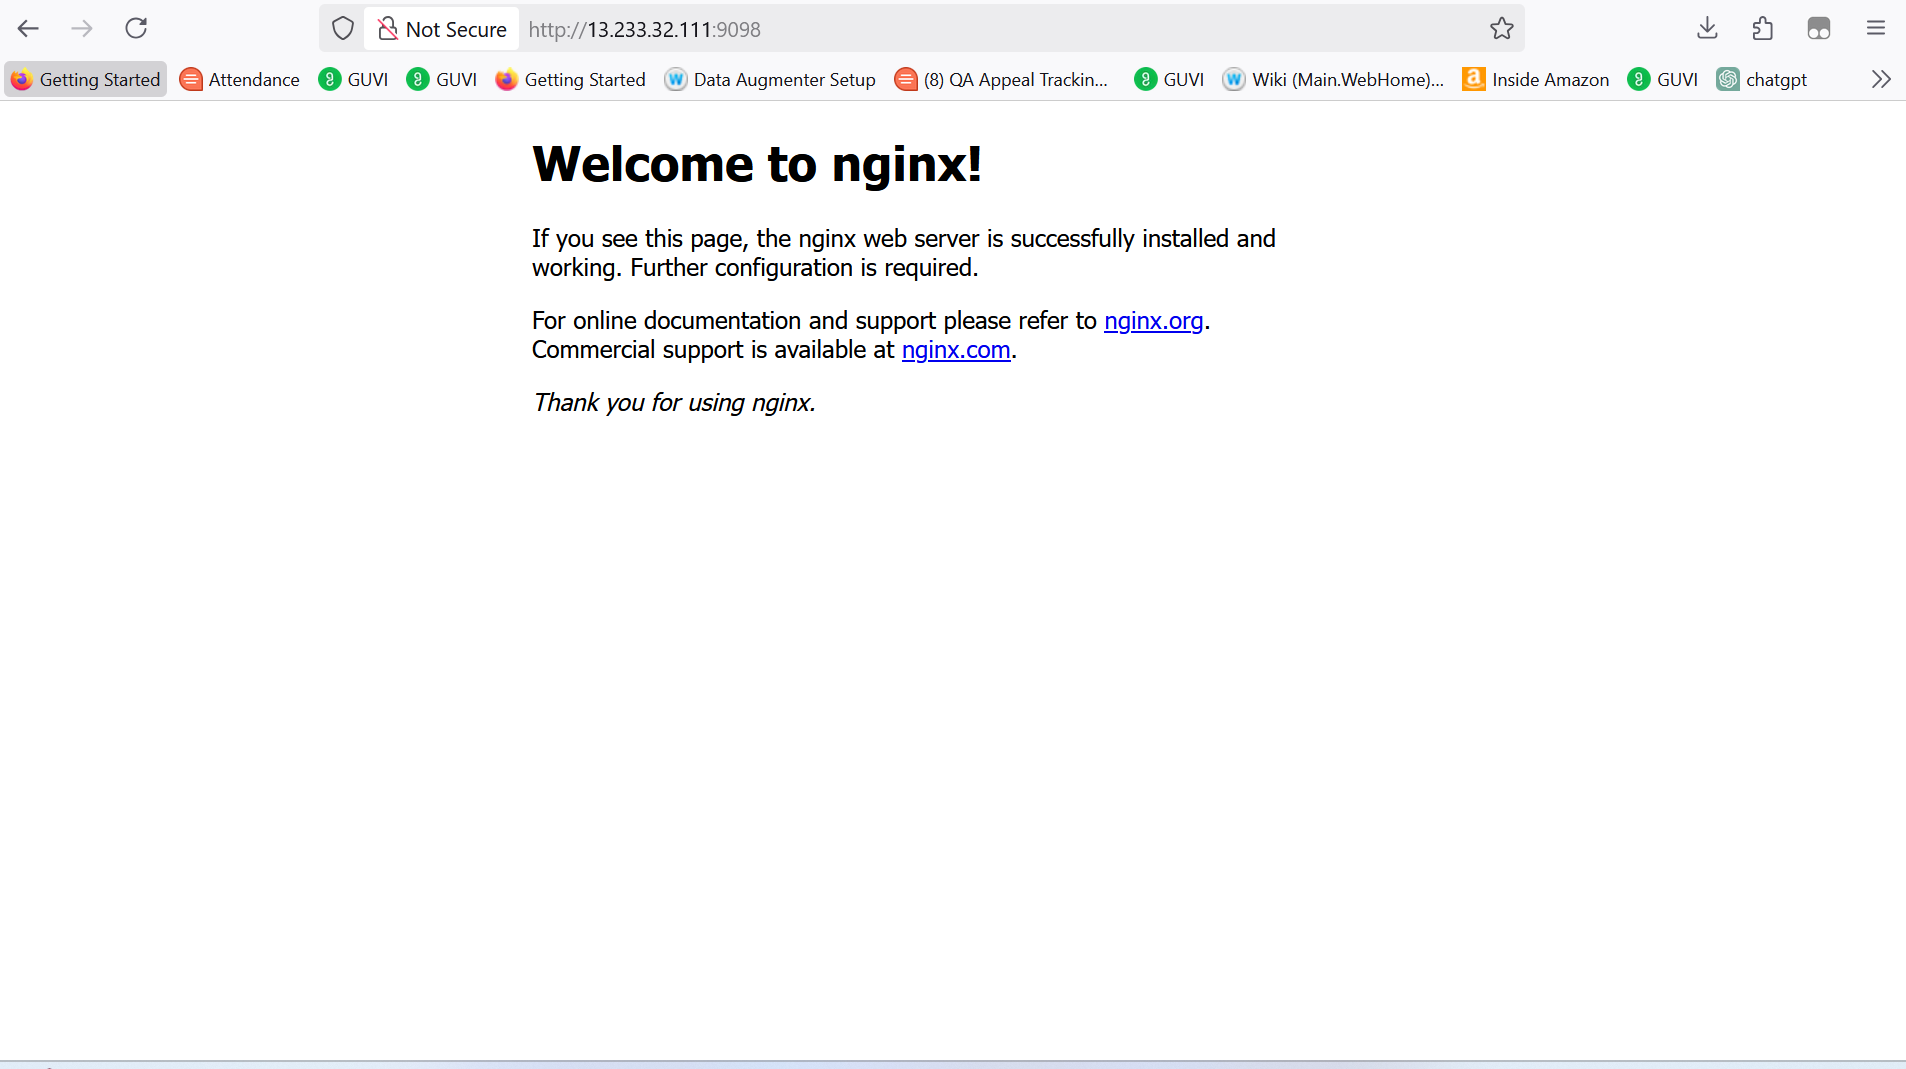 Not Secure http://13.233.32.111:9098
Getting Started Attendance GUVI GUVI Getting Started Data Augmenter Setup (8) QA Appeal Trackin... GUVI Wiki (Main.WebHome)... Inside Amazon GUVI chatgpt
Welcome to nginx!
If you see this page, the nginx web server is successfully installed and
working. Further configuration is required.
For online documentation and support please refer to nginx.org.
Commercial support is available at nginx.com.
Thank you for using nginx.